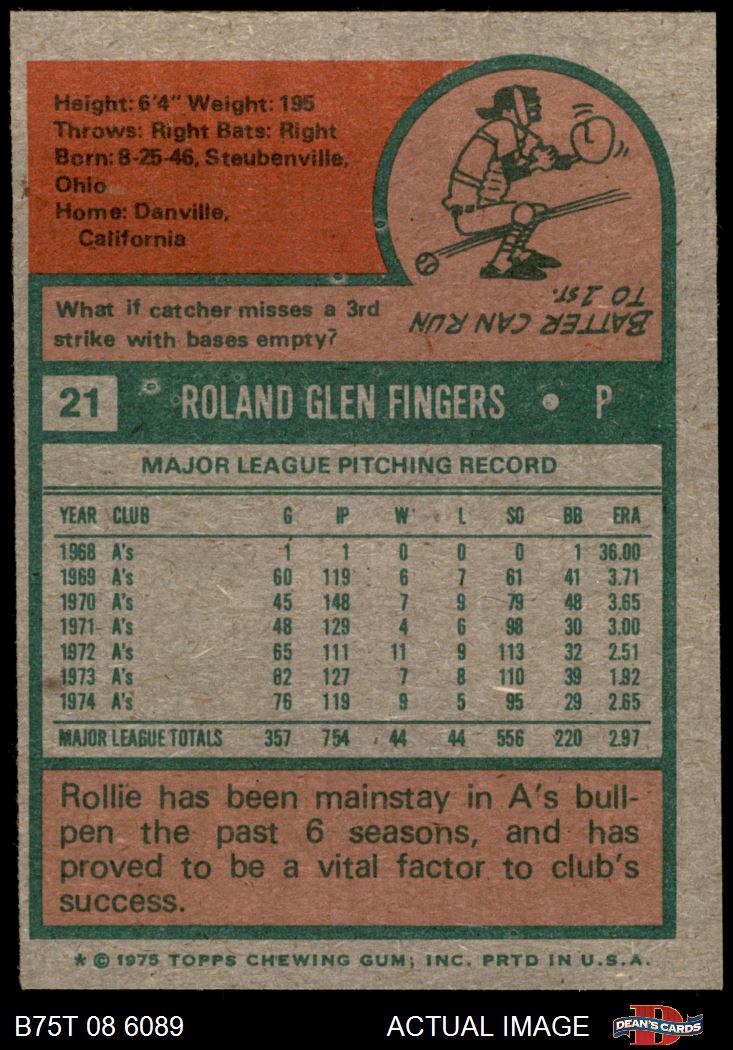 Height: 6'4" Weight: 195
Throws: Right Bats: Right
Born: 8-25-46, Steubenville,
Ohio
Home: Danville,
California
What if catcher misses a 3rd
strike with bases empty?
BATTER CAN RUN
TO 1ST.
21 ROLAND GLEN FINGERS • P
MAJOR LEAGUE PITCHING RECORD
YEAR CLUB G IP W L SO BB ERA
1968 A's 1 1 0 0 0 1 36.00
1969 A's 60 119 6 7 61 41 3.71
1970 A's 45 148 7 9 79 48 3.65
1971 A's 48 129 4 6 98 30 3.00
1972 A's 65 111 11 9 113 32 2.51
1973 A's 62 127 7 8 110 39 1.92
1974 A's 76 119 9 5 95 29 2.65
MAJOR LEAGUE TOTALS 357 754 44 44 556 220 2.97
Rollie has been mainstay in A's bull-
pen the past 6 seasons, and has
proved to be a vital factor to club's
success.
* © 1975 TOPPS CHEWING GUM, INC. PRTD IN U.S.A.
B75T 08 6089 ACTUAL IMAGE DEAN'S CARDS